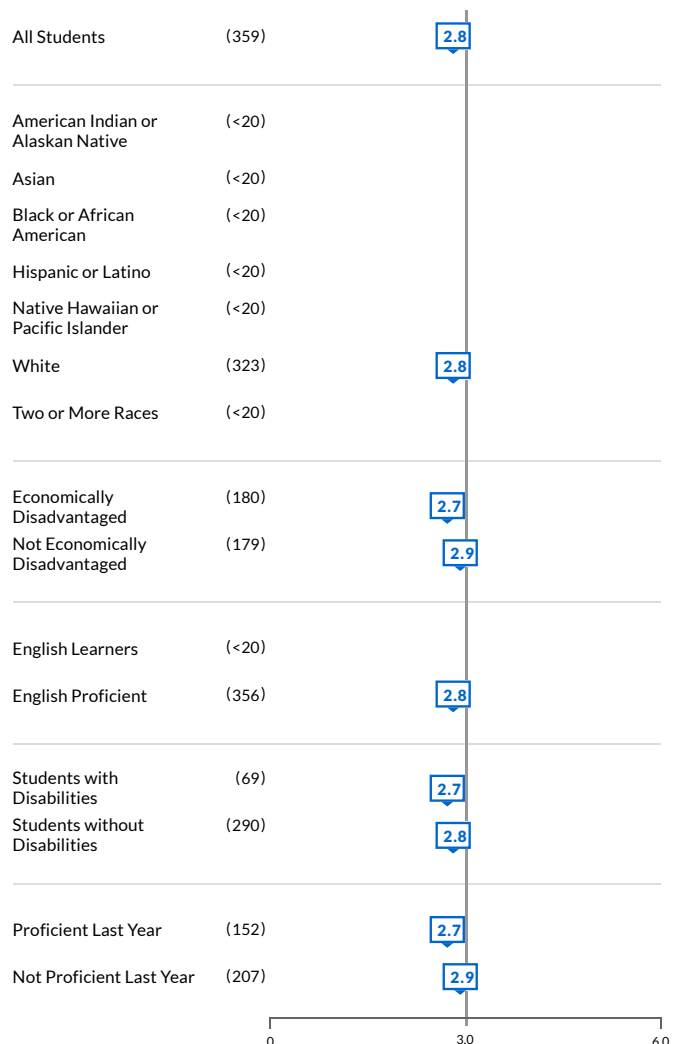 All Students (359) 2.8
American Indian or (<20)
Alaskan Native
Asian (<20)
Black or African (<20)
American
Hispanic or Latino (<20)
Native Hawaiian or (<20)
Pacific Islander
White (323) 2.8
Two or More Races (<20)
Economically (180) 2.7
Disadvantaged
Not Economically (179) 2.9
Disadvantaged
English Learners (<20)
English Proficient (356) 2.8
Students with (69) 2.7
Disabilities
Students without (290) 2.8
Disabilities
Proficient Last Year (152) 2.7
Not Proficient Last Year (207) 2.9
0 3.0 6.0